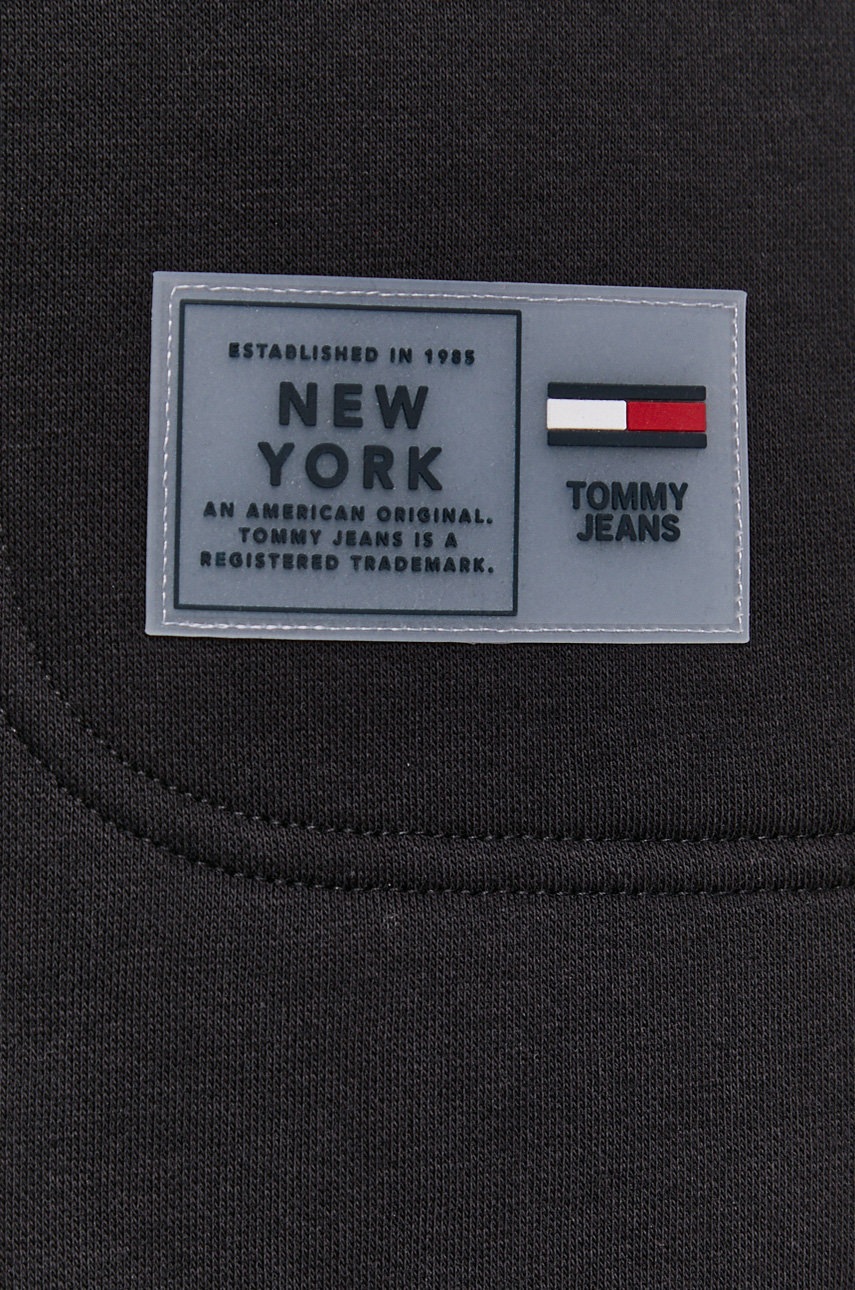 ESTABLISHED IN 1985
NEW
YORK
AN AMERICAN ORIGINAL.
TOMMY JEANS IS A
REGISTERED TRADEMARK.
TOMMY
JEANS